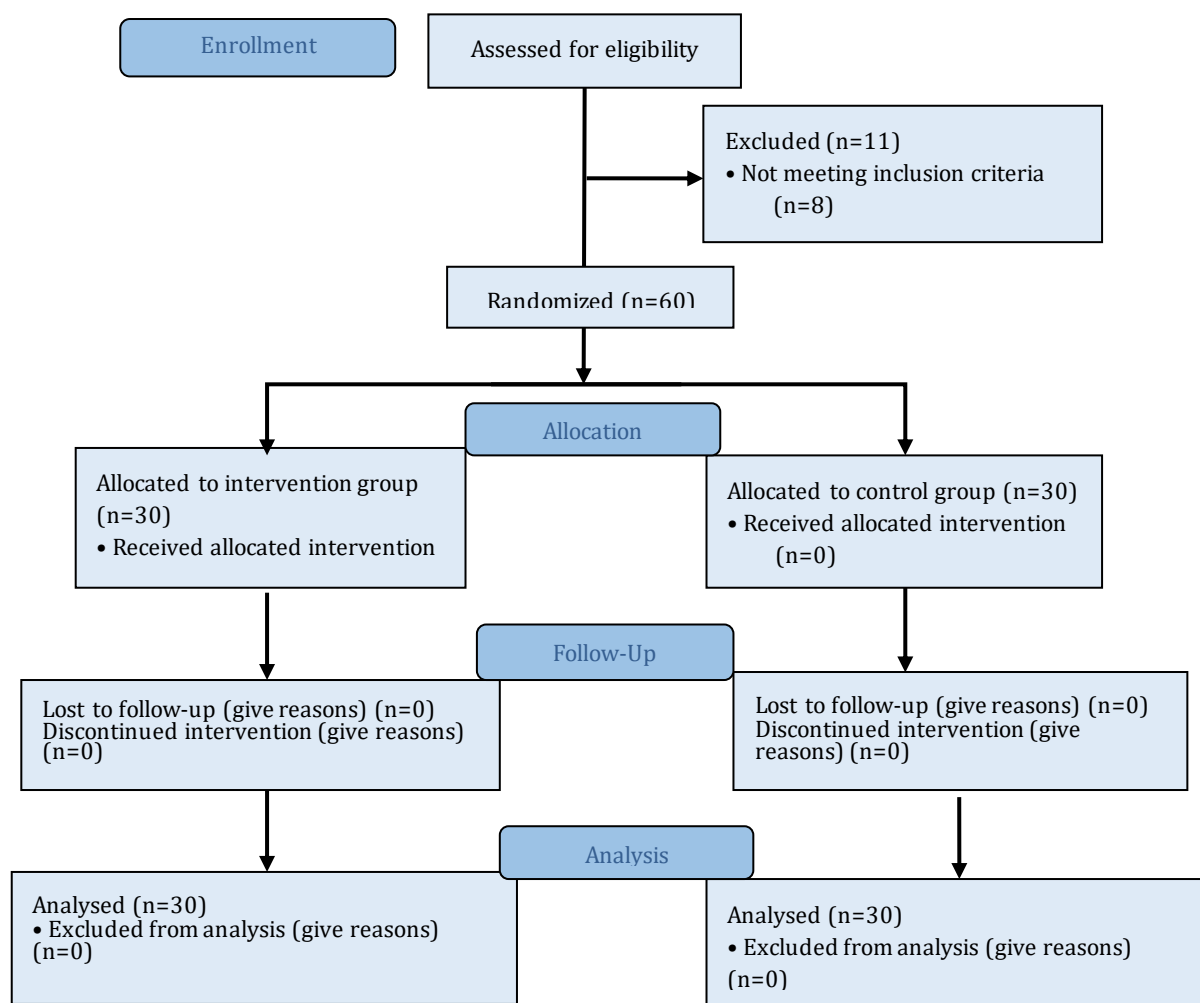 Enrollment
Assessed for eligibility
Excluded (n=11)
• Not meeting inclusion criteria
(n=8)
Randomized (n=60)
Allocation
Allocated to intervention group
(n=30)
• Received allocated intervention
Allocated to control group (n=30)
• Received allocated intervention
(n=0)
Follow-Up
Lost to follow-up (give reasons) (n=0)
Discontinued intervention (give reasons)
(n=0)
Lost to follow-up (give reasons) (n=0)
Discontinued intervention (give
reasons) (n=0)
Analysis
Analysed (n=30)
• Excluded from analysis (give reasons)
(n=0)
Analysed (n=30)
• Excluded from analysis (give reasons)
(n=0)